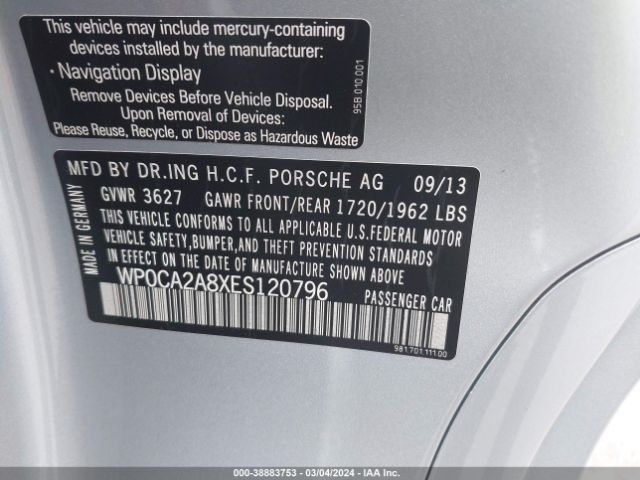 This vehicle may include mercury-containing
devices installed by the manufacturer:
· Navigation Display
Remove Devices Before Vehicle Disposal.
Upon Removal of Devices:
Please Reuse, Recycle, or Dispose as Hazardous Waste
95B.010.001
MFD BY DR.ING H.C.F. PORSCHE AG 09/13
GVWR 3627 GAWR FRONT/REAR 1720/1962 LBS
THIS VEHICLE CONFORMS TO ALL APPLICABLE U.S.FEDERAL MOTOR
VEHICLE SAFETY,BUMPER,AND THEFT PREVENTION STANDARDS
IN EFFECT ON THE DATE OF MANUFACTURE SHOWN ABOVE
WP0CA2A8XES120796 PASSENGER CAR
MADE IN GERMANY
981.701.111.00
000-38883753 — 03/04/2024 — IAA Inc.